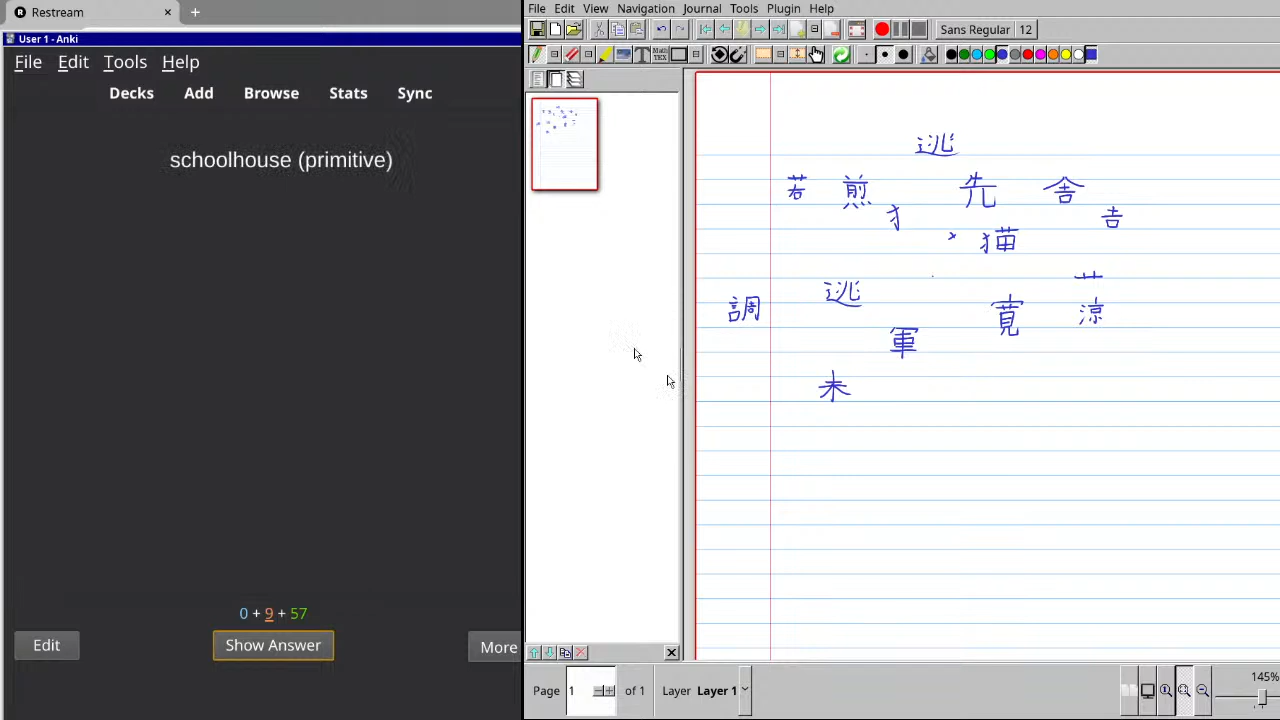 Restream
User 1 - Anki
File Edit Tools Help
Decks Add Browse Stats Sync
schoolhouse (primitive)
0 + 9 + 57
Edit Show Answer More
File Edit View Navigation Journal Tools Plugin Help
Sans Regular 12
逃
若 煎 扌 先 舎 吉
猫
調 逃 寛 涼
軍
未
Page 1 of 1 Layer Layer 1
145%